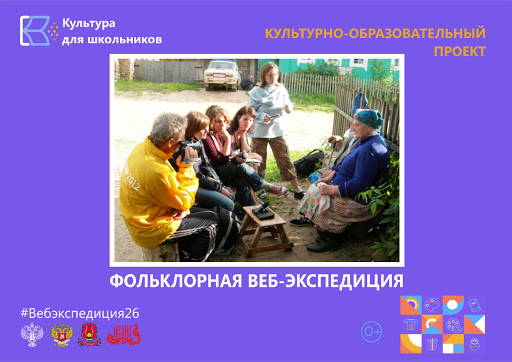 Культура
для школьников
КУЛЬТУРНО-ОБРАЗОВАТЕЛЬНЫЙ
ПРОЕКТ
ФОЛЬКЛОРНАЯ ВЕБ-ЭКСПЕДИЦИЯ
#Вебэкспедиция26
0+